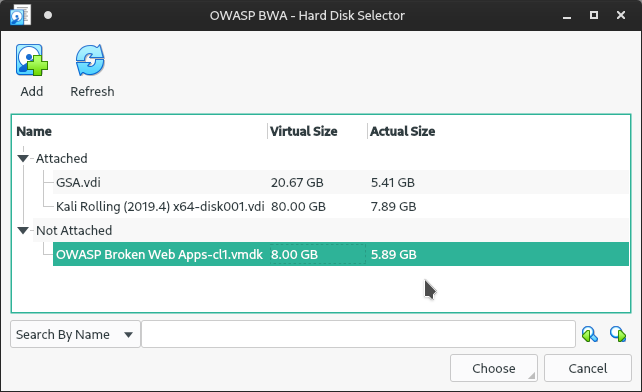 OWASP BWA - Hard Disk Selector
Add Refresh
Name Virtual Size Actual Size
Attached
GSA.vdi 20.67 GB 5.41 GB
Kali Rolling (2019.4) x64-disk001.vdi 80.00 GB 7.89 GB
Not Attached
OWASP Broken Web Apps-cl1.vmdk 8.00 GB 5.89 GB
Search By Name
Choose Cancel